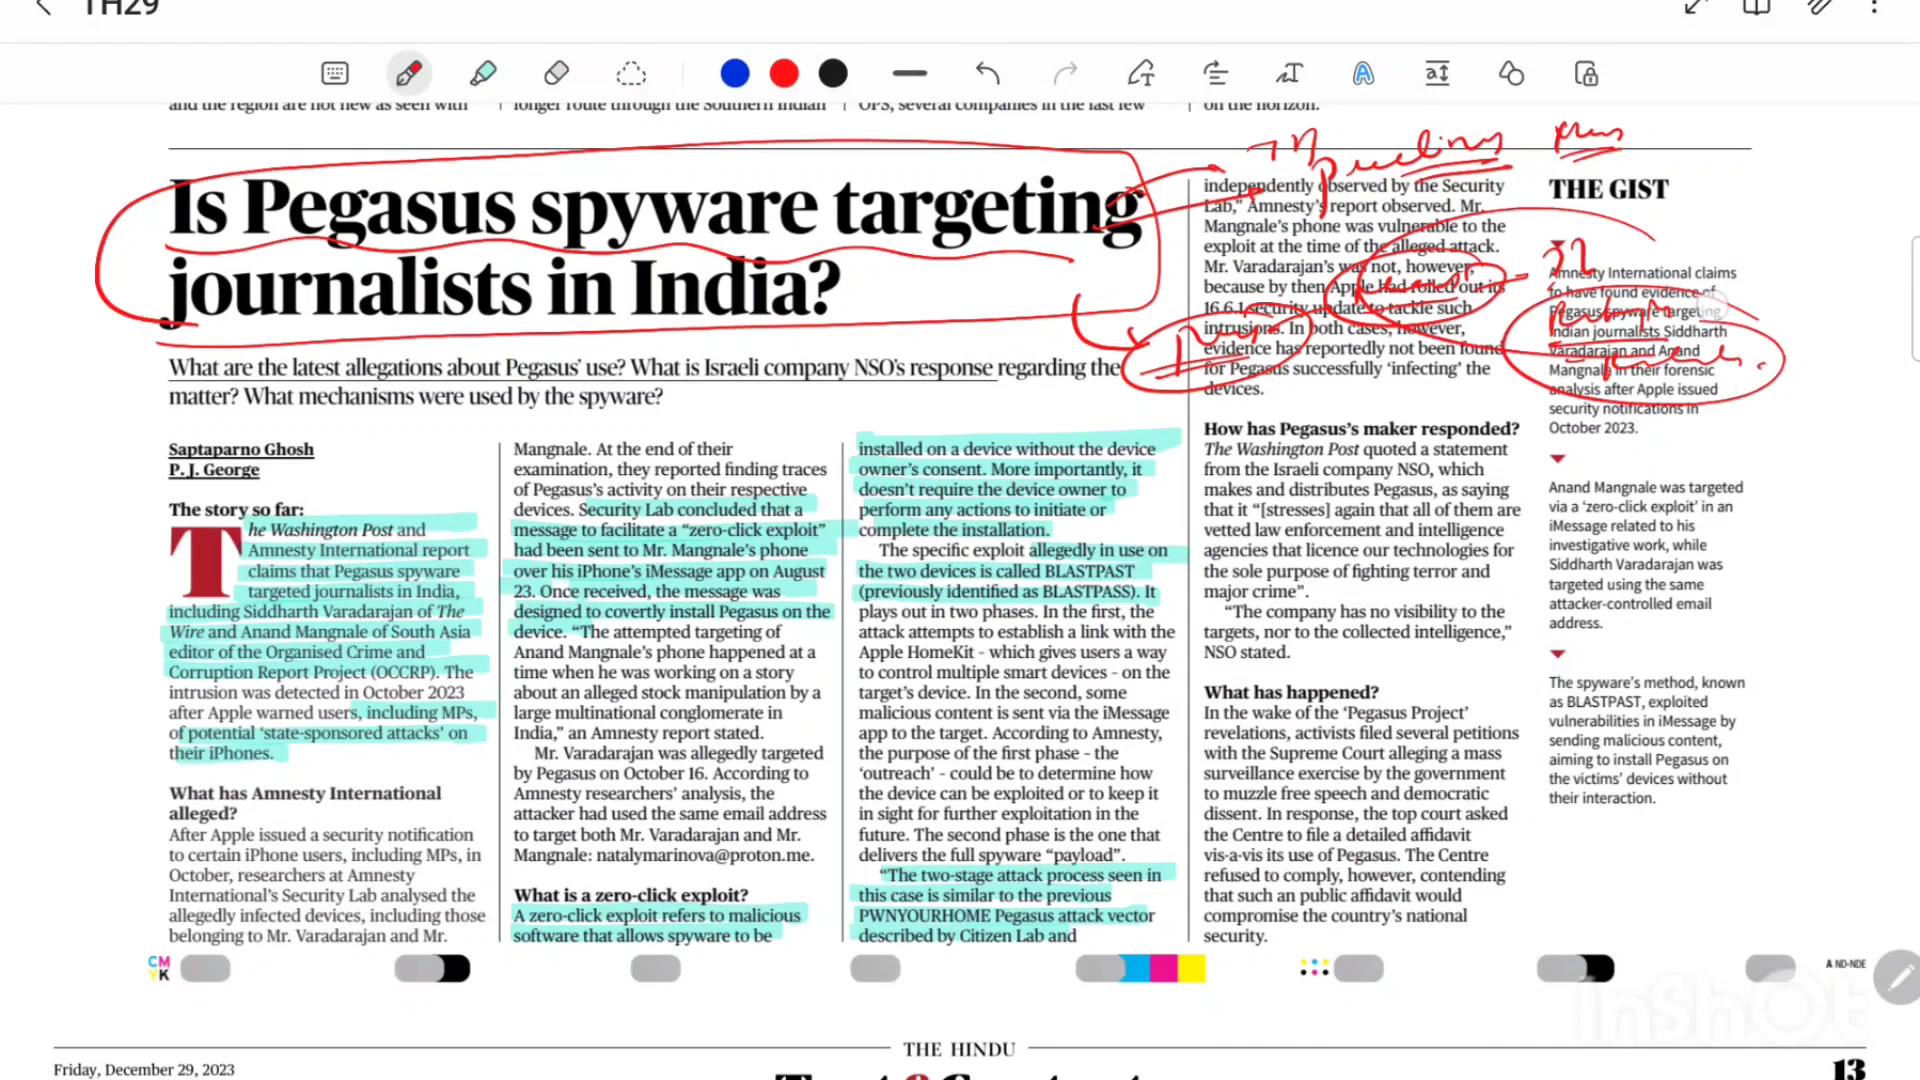 TH29
and the region are not new as seen with
longer route through the Southern Indian
OPS, several companies in the last few
on the horizon.
Is Pegasus spyware targeting
journalists in India?
What are the latest allegations about Pegasus' use? What is Israeli company NSO's response regarding the
matter? What mechanisms were used by the spyware?
Saptaparno Ghosh
P. J. George
The story so far:
The Washington Post and
Amnesty International report
claims that Pegasus spyware
targeted journalists in India,
including Siddharth Varadarajan of The
Wire and Anand Mangnale of South Asia
editor of the Organised Crime and
Corruption Report Project (OCCRP). The
intrusion was detected in October 2023
after Apple warned users, including MPs,
of potential 'state-sponsored attacks' on
their iPhones.
What has Amnesty International
alleged?
After Apple issued a security notification
to certain iPhone users, including MPs, in
October, researchers at Amnesty
International's Security Lab analysed the
allegedly infected devices, including those
belonging to Mr. Varadarajan and Mr.
Mangnale. At the end of their
examination, they reported finding traces
of Pegasus's activity on their respective
devices. Security Lab concluded that a
message to facilitate a "zero-click exploit"
had been sent to Mr. Mangnale's phone
over his iPhone's iMessage app on August
23. Once received, the message was
designed to covertly install Pegasus on the
device. "The attempted targeting of
Anand Mangnale's phone happened at a
time when he was working on a story
about an alleged stock manipulation by a
large multinational conglomerate in
India," an Amnesty report stated.
Mr. Varadarajan was allegedly targeted
by Pegasus on October 16. According to
Amnesty researchers' analysis, the
attacker had used the same email address
to target both Mr. Varadarajan and Mr.
Mangnale: natalymarinova@proton.me.
What is a zero-click exploit?
A zero-click exploit refers to malicious
software that allows spyware to be
installed on a device without the device
owner's consent. More importantly, it
doesn't require the device owner to
perform any actions to initiate or
complete the installation.
The specific exploit allegedly in use on
the two devices is called BLASTPAST
(previously identified as BLASTPASS). It
plays out in two phases. In the first, the
attack attempts to establish a link with the
Apple HomeKit - which gives users a way
to control multiple smart devices - on the
target's device. In the second, some
malicious content is sent via the iMessage
app to the target. According to Amnesty,
the purpose of the first phase - the
'outreach' - could be to determine how
the device can be exploited or to keep it
in sight for further exploitation in the
future. The second phase is the one that
delivers the full spyware "payload".
"The two-stage attack process seen in
this case is similar to the previous
PWNYOURHOME Pegasus attack vector
described by Citizen Lab and
independently observed by the Security
Lab," Amnesty's report observed. Mr.
Mangnale's phone was vulnerable to the
exploit at the time of the alleged attack.
Mr. Varadarajan's was not, however,
because by then Apple had rolled out its
16.6.1 security update to tackle such
intrusions. In both cases, however,
evidence has reportedly not been found
for Pegasus successfully 'infecting' the
devices.
How has Pegasus's maker responded?
The Washington Post quoted a statement
from the Israeli company NSO, which
makes and distributes Pegasus, as saying
that it "[stresses] again that all of them are
vetted law enforcement and intelligence
agencies that licence our technologies for
the sole purpose of fighting terror and
major crime".
"The company has no visibility to the
targets, nor to the collected intelligence,"
NSO stated.
What has happened?
In the wake of the 'Pegasus Project'
revelations, activists filed several petitions
with the Supreme Court alleging a mass
surveillance exercise by the government
to muzzle free speech and democratic
dissent. In response, the top court asked
the Centre to file a detailed affidavit
vis-a-vis its use of Pegasus. The Centre
refused to comply, however, contending
that such an public affidavit would
compromise the country's national
security.
THE GIST
Amnesty International claims
to have found evidence of
Pegasus spyware targeting
Indian journalists Siddharth
Varadarajan and Anand
Mangnale in their forensic
analysis after Apple issued
security notifications in
October 2023.
Anand Mangnale was targeted
via a 'zero-click exploit' in an
iMessage related to his
investigative work, while
Siddharth Varadarajan was
targeted using the same
attacker-controlled email
address.
The spyware's method, known
as BLASTPAST, exploited
vulnerabilities in iMessage by
sending malicious content,
aiming to install Pegasus on
the victims' devices without
their interaction.
CM
YK
A ND-NDE
InShOt
THE HINDU
Friday, December 29, 2023
13